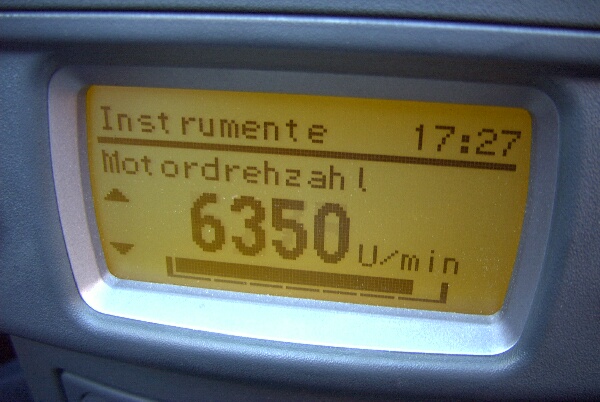 Instrumente 17:27
Motordrehzahl
6350 U/min